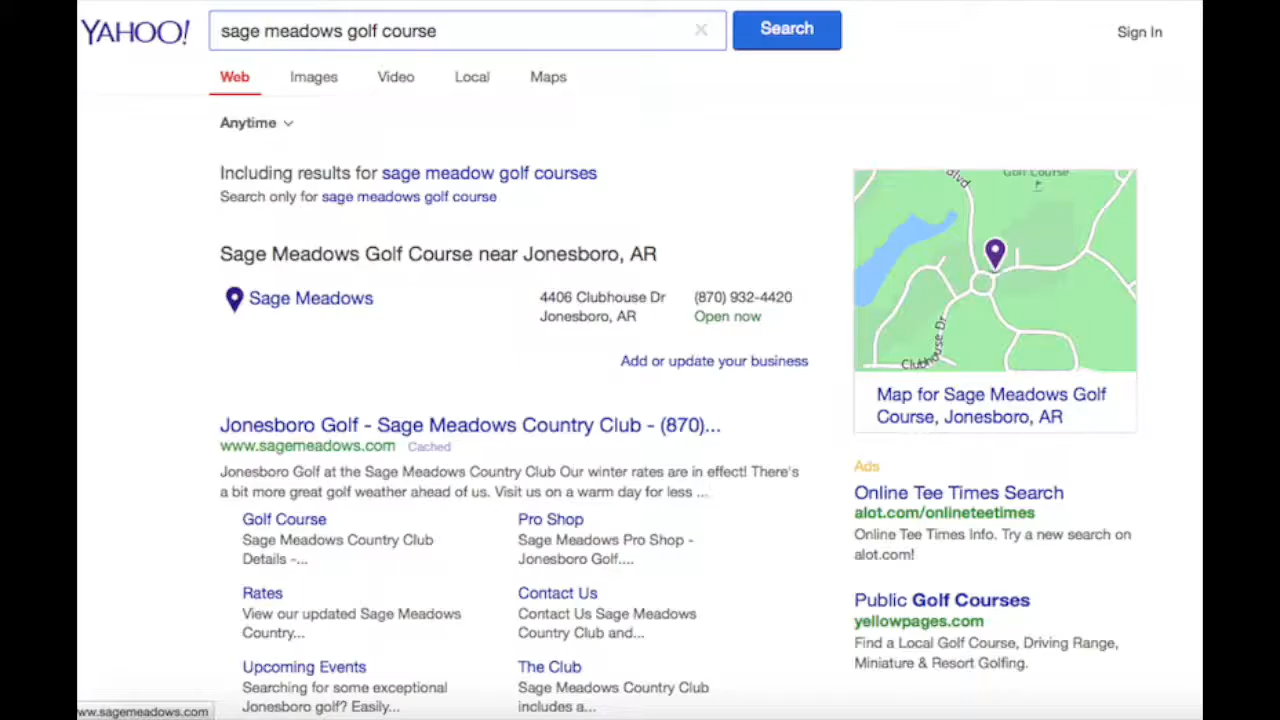 YAHOO!
sage meadows golf course
Search
Sign In
Web
Images
Video
Local
Maps
Anytime
Including results for sage meadow golf courses
Search only for sage meadows golf course
Sage Meadows Golf Course near Jonesboro, AR
Sage Meadows
4406 Clubhouse Dr
Jonesboro, AR
(870) 932-4420
Open now
Add or update your business
Jonesboro Golf - Sage Meadows Country Club - (870)...
www.sagemeadows.com Cached
Jonesboro Golf at the Sage Meadows Country Club Our winter rates are in effect! There's
a bit more great golf weather ahead of us. Visit us on a warm day for less ...
Golf Course
Sage Meadows Country Club
Details -...
Pro Shop
Sage Meadows Pro Shop -
Jonesboro Golf....
Rates
View our updated Sage Meadows
Country...
Contact Us
Contact Us Sage Meadows
Country Club and...
Upcoming Events
Searching for some exceptional
Jonesboro golf? Easily...
The Club
Sage Meadows Country Club
includes a...
blvd
Golf Course
Clubhouse Dr
Map for Sage Meadows Golf
Course, Jonesboro, AR
Ads
Online Tee Times Search
alot.com/onlineteetimes
Online Tee Times Info. Try a new search on
alot.com!
Public Golf Courses
yellowpages.com
Find a Local Golf Course, Driving Range,
Miniature & Resort Golfing.
www.sagemeadows.com